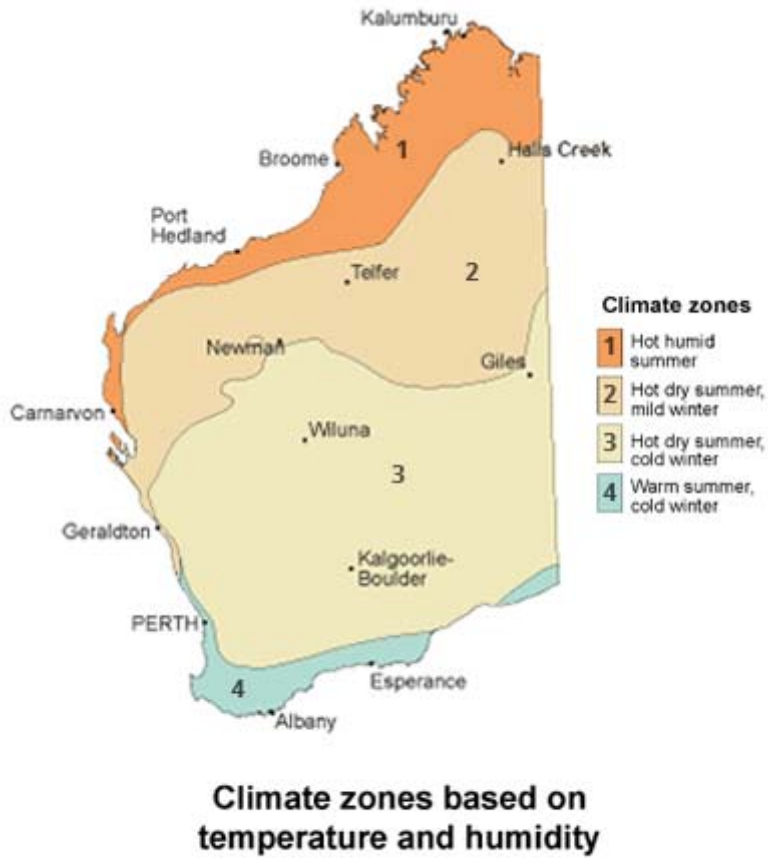 Kalumburu
Halls Creek
1
Broome
Port
Hedland
Telfer
2
Newman
Giles
Carnarvon
Wiluna
3
Geraldton
Kalgoorlie-
Boulder
PERTH
4
Esperance
Albany
Climate zones
1 Hot humid
summer
2 Hot dry summer,
mild winter
3 Hot dry summer,
cold winter
4 Warm summer,
cold winter
Climate zones based on
temperature and humidity